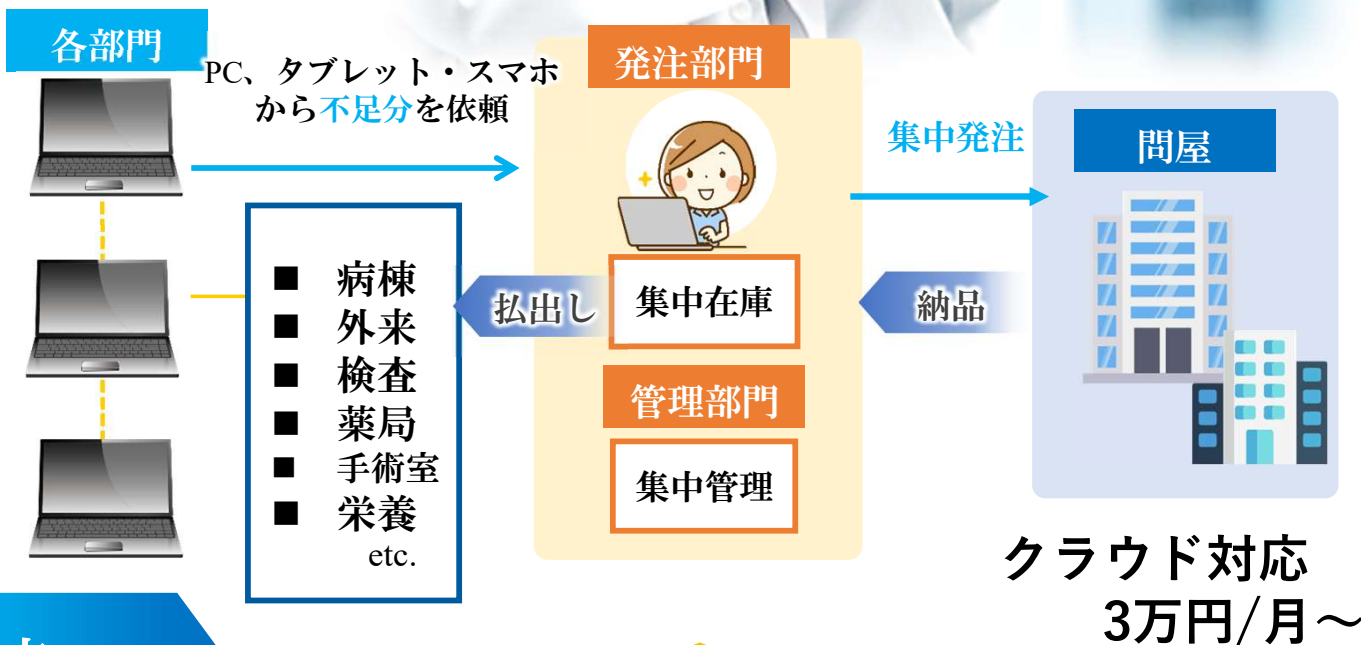 各部門
PC、タブレット・スマホ
から不足分を依頼
発注部門
集中発注
問屋
■ 病棟
■ 外来
■ 検査
■ 薬局
■ 手術室
■ 栄養
etc.
払出し
集中在庫
納品
管理部門
集中管理
クラウド対応
3万円/月～